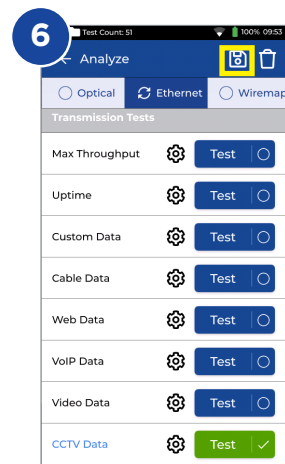 6
Test Count: 51 100% 09:53
Analyze
Optical Ethernet Wiremap
Transmission Tests
Max Throughput Test
Uptime Test
Custom Data Test
Cable Data Test
Web Data Test
VoIP Data Test
Video Data Test
CCTV Data Test